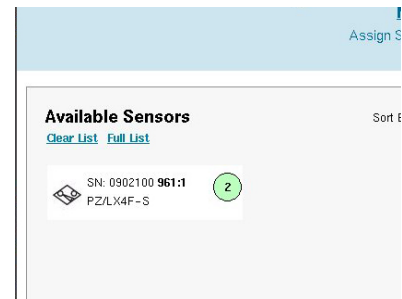 Assign S
Available Sensors
Sort
Clear List Full List
SN: 0902100 961:1
2
PZ/LX4F-S